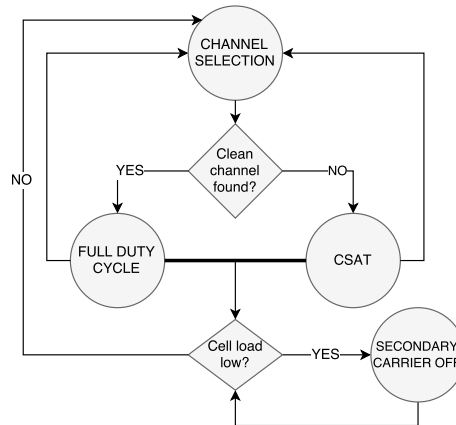 CHANNEL
SELECTION
Clean
channel
found?
YES
NO
NO
FULL DUTY
CYCLE
CSAT
Cell load
low?
YES
SECONDARY
CARRIER OFF